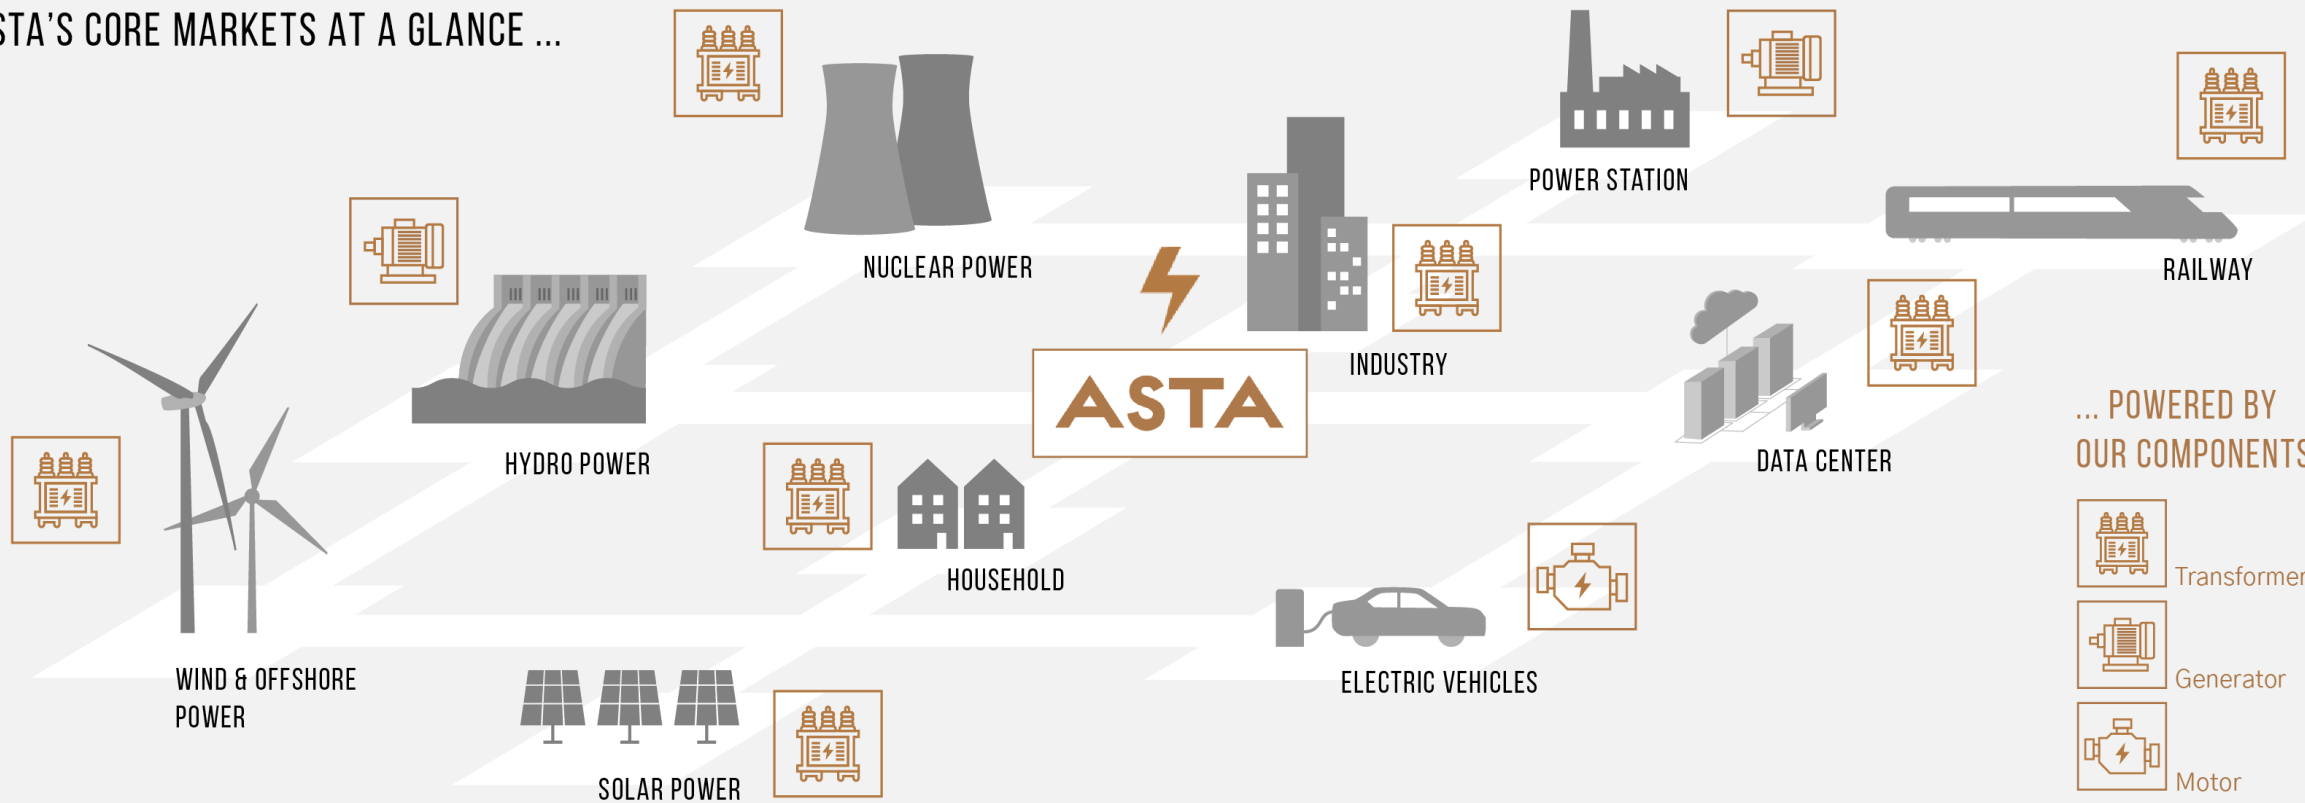 STA'S CORE MARKETS AT A GLANCE ...
POWER STATION
NUCLEAR POWER
RAILWAY
INDUSTRY
ASTA
... POWERED BY
OUR COMPONENTS
HYDRO POWER
DATA CENTER
HOUSEHOLD
Transformer
WIND & OFFSHORE
POWER
ELECTRIC VEHICLES
Generator
SOLAR POWER
Motor